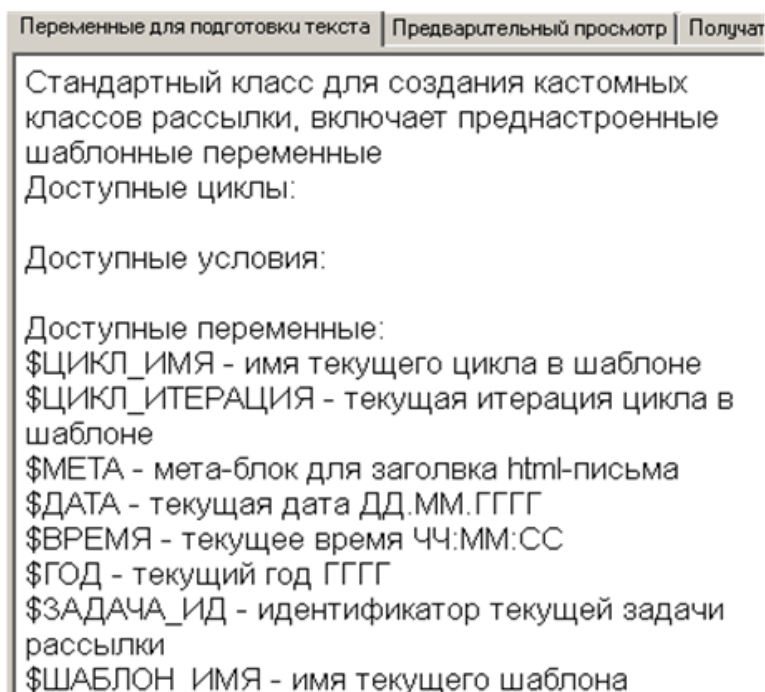 Переменные для подготовки текста Предварительный просмотр Получат
Стандартный класс для создания кастомных
классов рассылки, включает преднастроенные
шаблонные переменные
Доступные циклы:
Доступные условия:
Доступные переменные:
$ЦИКЛ_ИМЯ - имя текущего цикла в шаблоне
$ЦИКЛ_ИТЕРАЦИЯ - текущая итерация цикла в
шаблоне
$МЕТА - мета-блок для заголвка html-письма
$ДАТА - текущая дата ДД.ММ.ГГГГ
$ВРЕМЯ - текущее время ЧЧ:ММ:СС
$ГОД - текущий год ГГГГ
$ЗАДАЧА_ИД - идентификатор текущей задачи
рассылки
$ШАБЛОН_ИМЯ - имя текущего шаблона